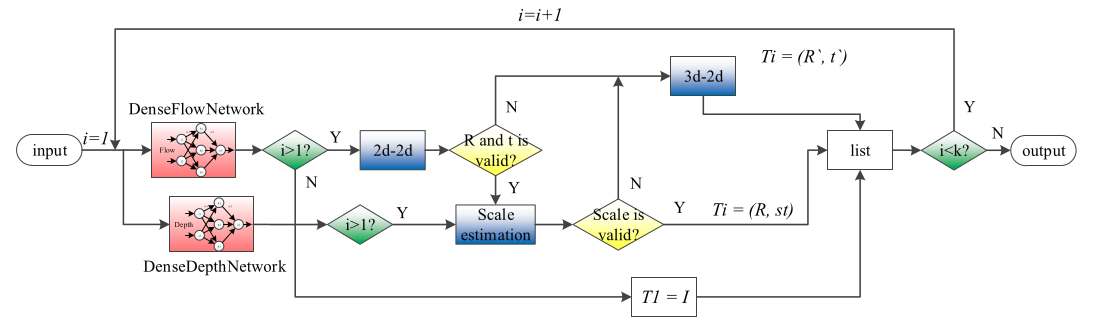 i=i+1
Ti = (R`, t`)
3d-2d
DenseFlowNetwork
Y
N
i=1
Flow
Y
R and t is
valid?
input
i>1?
2d-2d
list
i<k?
N
output
N
Y
N
Depth
i>1?
Y
Scale
estimation
Scale is
valid?
Y
Ti = (R, st)
DenseDepthNetwork
T1 = I